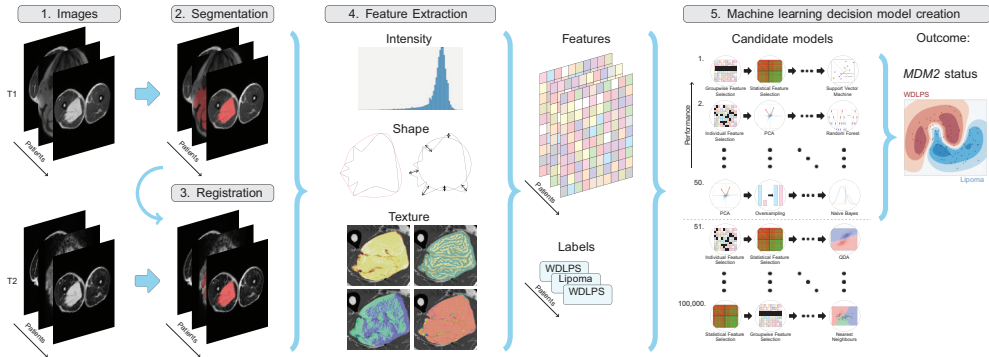 1. Images
2. Segmentation
4. Feature Extraction
5. Machine learning decision model creation
T1
Patients
Patients
3. Registration
T2
Patients
Patients
Intensity
Shape
Texture
Features
Patients
Labels
WDLPS
Lipoma
WDLPS
Patients
Candidate models
Performance
1.
Groupwise Feature
Selection
Statistical Feature
Selection
Support Vector
Machine
2.
Individual Feature
Selection
PCA
Random Forest
50.
PCA
Oversampling
Naive Bayes
51.
Individual Feature
Selection
Statistical Feature
Selection
QDA
100,000.
Statistical Feature
Selection
Groupwise Feature
Selection
Nearest
Neighbours
Outcome:
MDM2 status
WDLPS
Lipoma